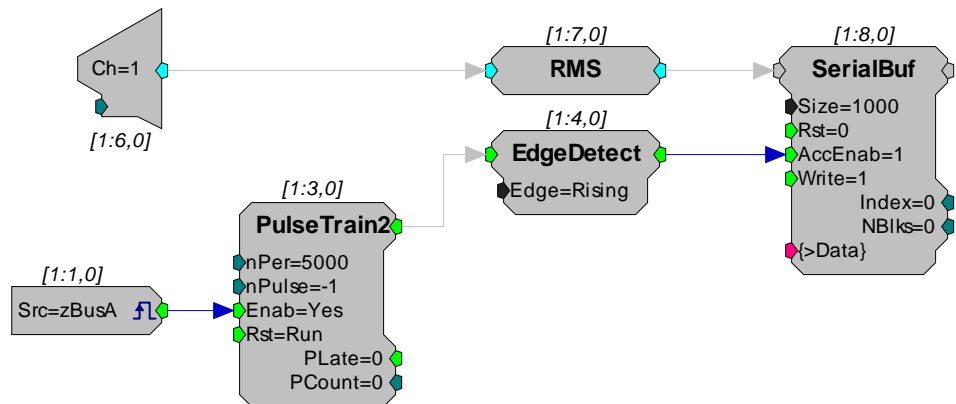 [1:7,0]
[1:8,0]
Ch=1
RMS
SerialBuf
Size=1000
[1:6,0]
[1:4,0]
Rst=0
EdgeDetect
AccEnab=1
Write=1
[1:3,0]
Edge=Rising
Index=0
PulseTrain2
NBlks=0
nPer=5000
{>Data}
[1:1,0]
nPulse=-1
Src=zBusA
Enab=Yes
Rst=Run
PLate=0
PCount=0